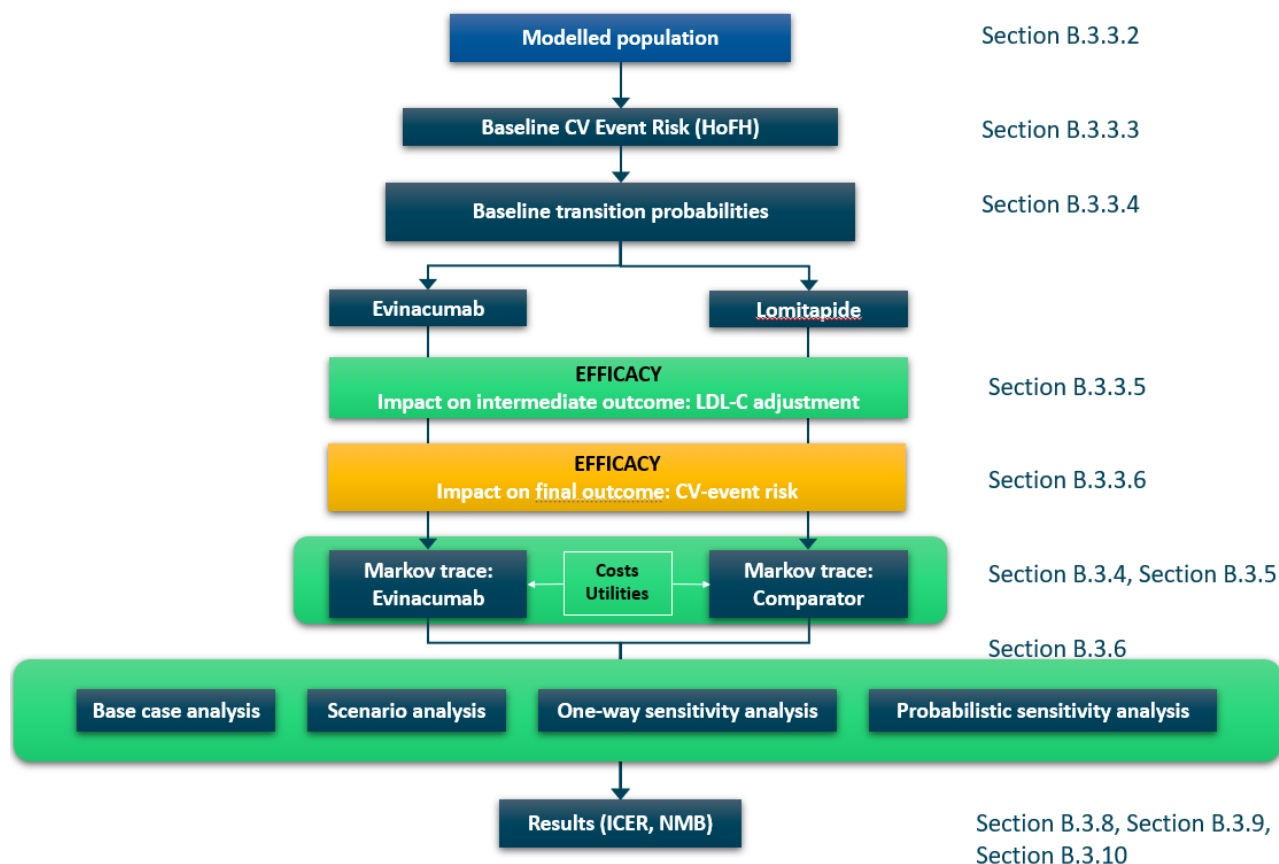 Modelled population
Section B.3.3.2
Baseline CV Event Risk (HoFH)
Section B.3.3.3
Baseline transition probabilities
Section B.3.3.4
Evinacumab
Lomitapide
EFFICACY
Impact on intermediate outcome: LDL-C adjustment
Section B.3.3.5
EFFICACY
Impact on final outcome: CV-event risk
Section B.3.3.6
Markov trace:
Evinacumab
Costs
Utilities
Markov trace:
Comparator
Section B.3.4, Section B.3.5
Section B.3.6
Base case analysis
Scenario analysis
One-way sensitivity analysis
Probabilistic sensitivity analysis
Results (ICER, NMB)
Section B.3.8, Section B.3.9,
Section B.3.10